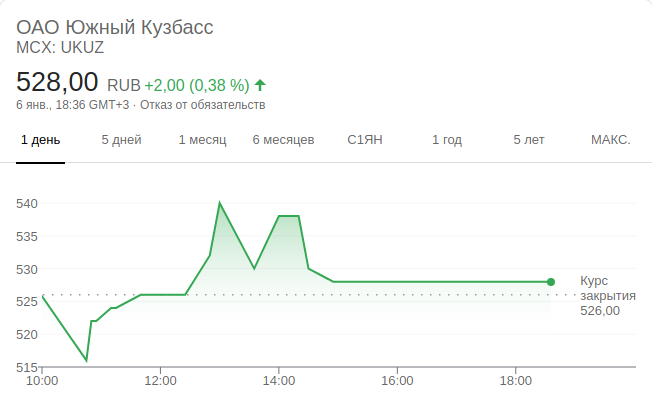 ОАО Южный Кузбасс
MCX: UKUZ
528,00 RUB +2,00 (0,38 %)
6 янв., 18:36 GMT+3 · Отказ от обязательств
1 день 5 дней 1 месяц 6 месяцев С1ЯН 1 год 5 лет МАКС.
540
535
530
525
520
515
Курс
закрытия
526,00
10:00 12:00 14:00 16:00 18:00